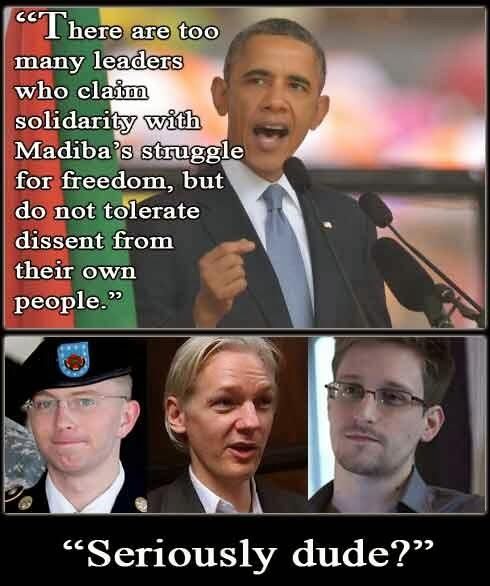 “There are too
many leaders
who claim
solidarity with
Madiba’s struggle
for freedom, but
do not tolerate
dissent from
their own
people.”
“Seriously dude?”